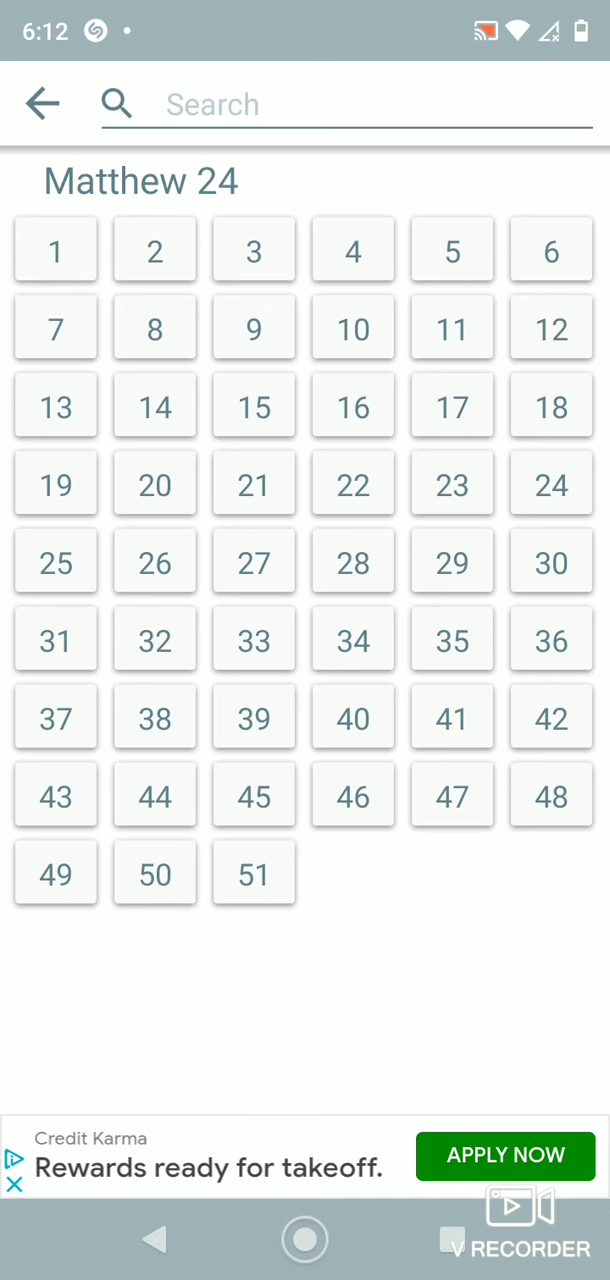 6:12
Search
Matthew 24
1 2 3 4 5 6
7 8 9 10 11 12
13 14 15 16 17 18
19 20 21 22 23 24
25 26 27 28 29 30
31 32 33 34 35 36
37 38 39 40 41 42
43 44 45 46 47 48
49 50 51
Credit Karma
Rewards ready for takeoff.
APPLY NOW
V RECORDER